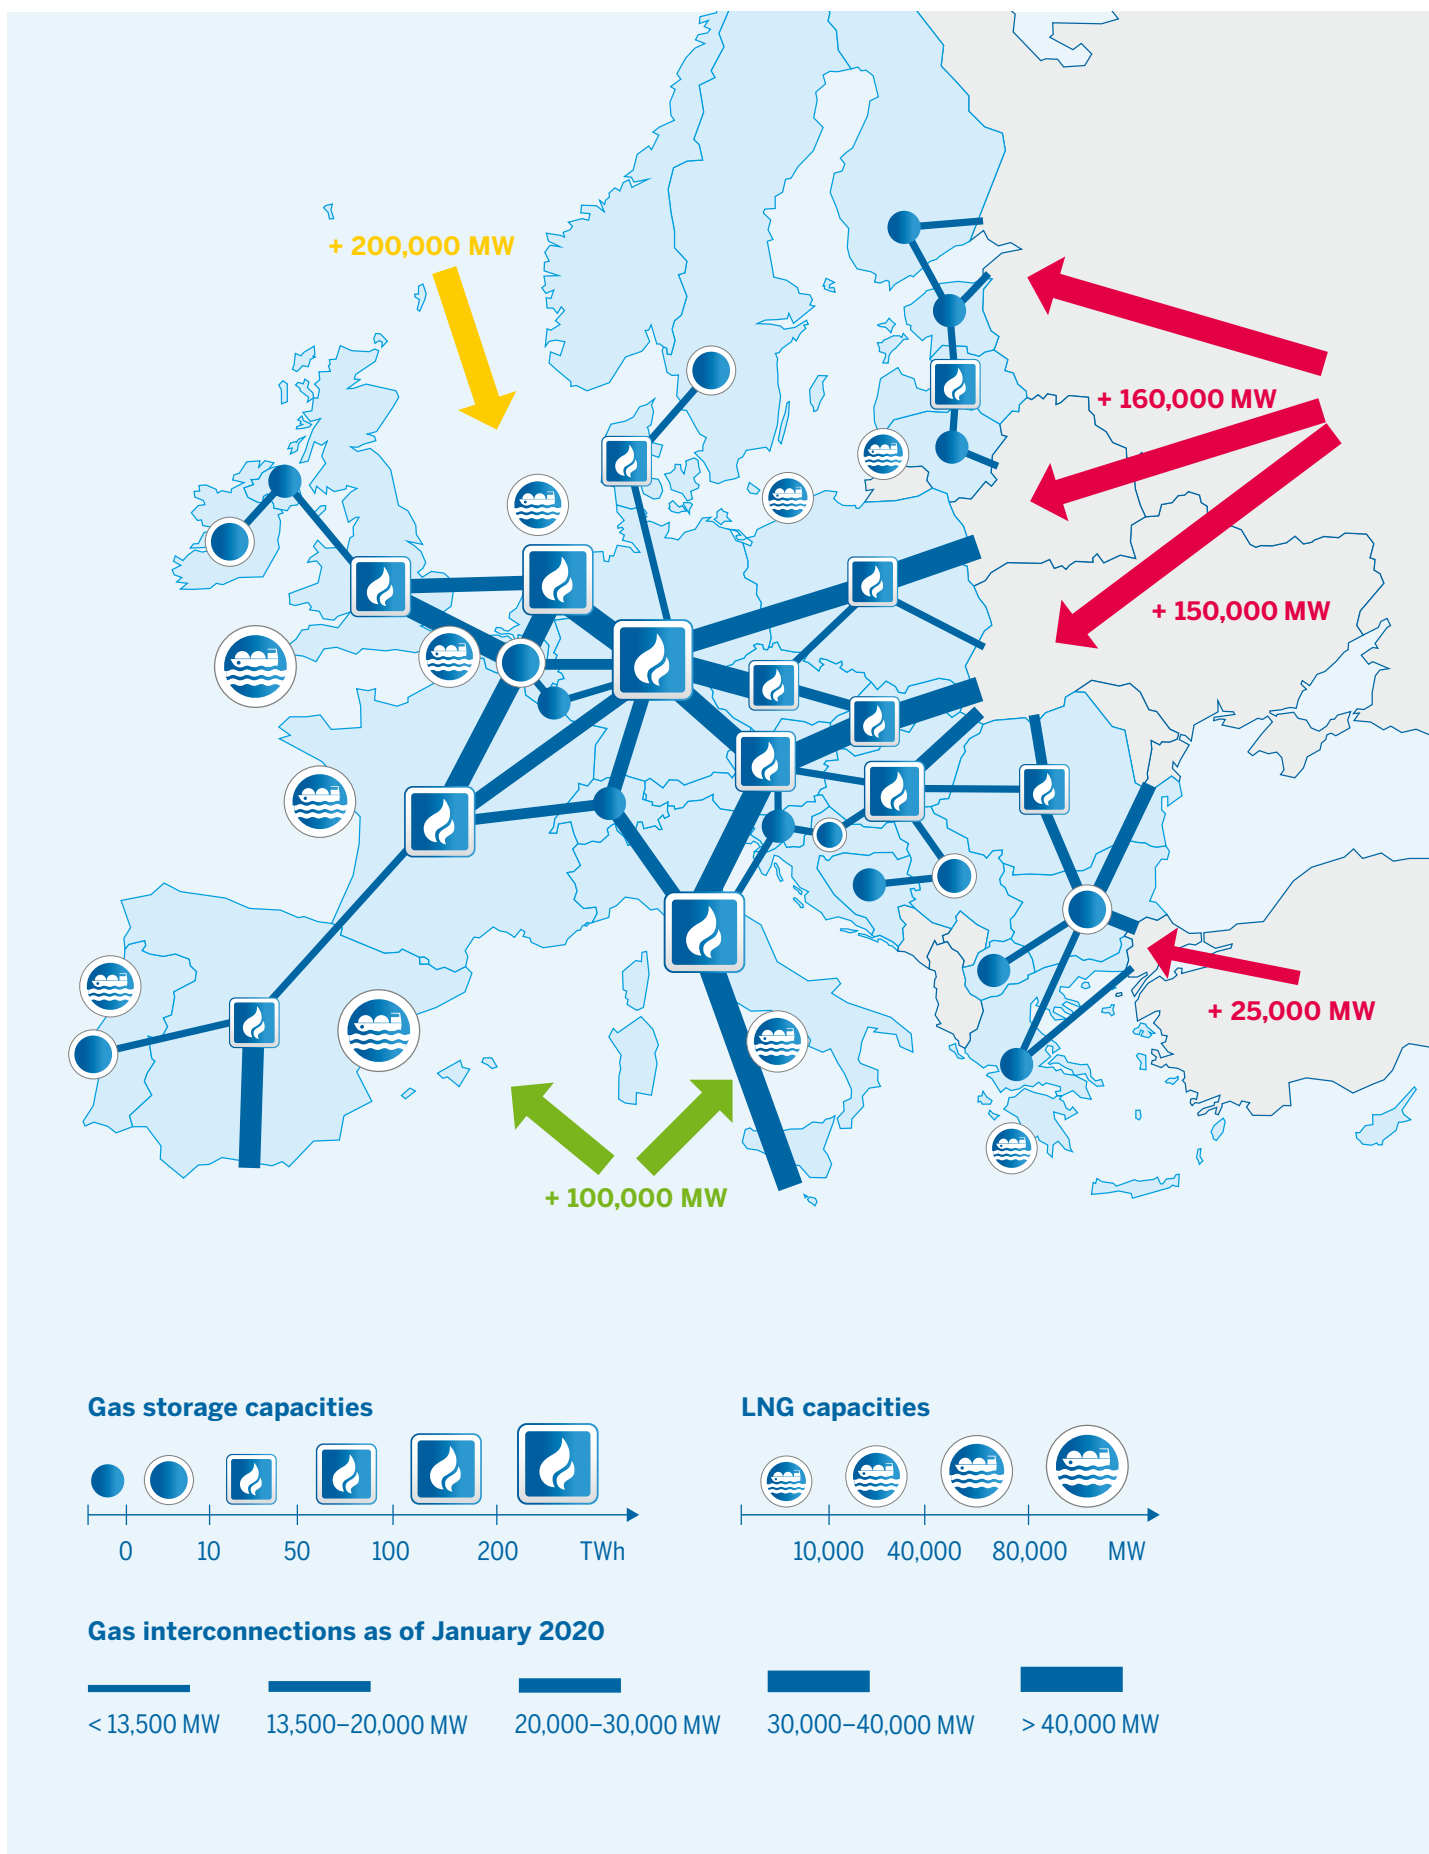 + 200,000 MW
+ 160,000 MW
+ 150,000 MW
+ 25,000 MW
+ 100,000 MW
Gas storage capacities
0 10 50 100 200 TWh
LNG capacities
10,000 40,000 80,000 MW
Gas interconnections as of January 2020
< 13,500 MW 13,500–20,000 MW 20,000–30,000 MW 30,000–40,000 MW > 40,000 MW